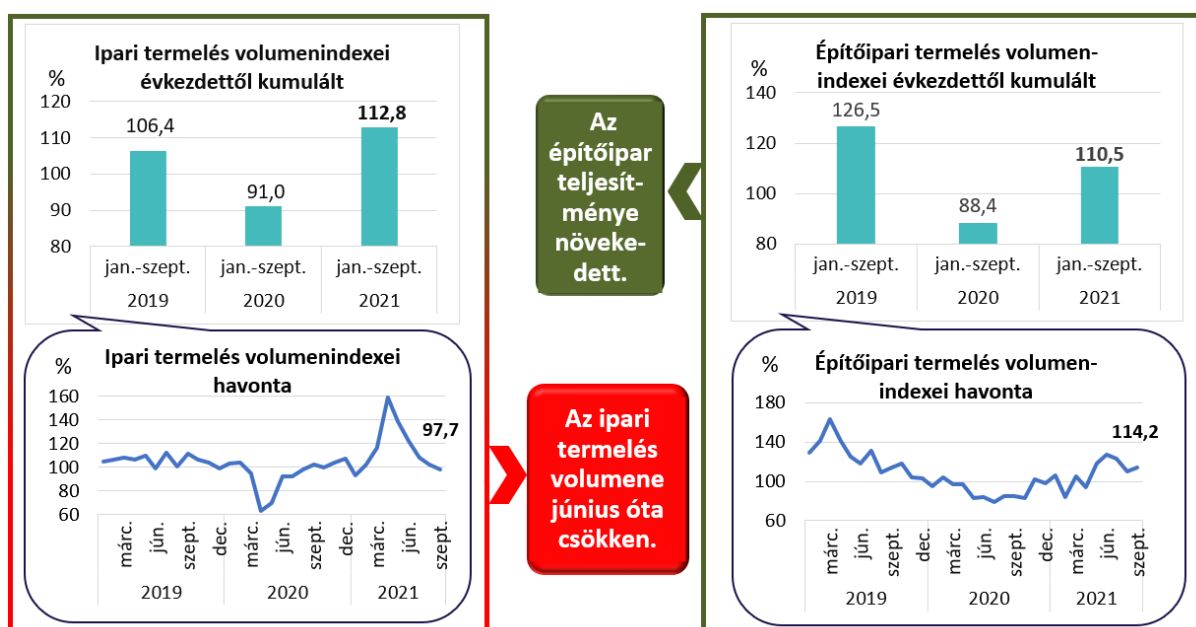 Ipari termelés volumenindexei
évkezdettől kumulált
%
120
110
100
90
80
106,4
91,0
112,8
jan.-szept.
jan.-szept.
jan.-szept.
2019
2020
2021
Ipari termelés volumenindexei
havonta
%
160
140
120
100
80
60
97,7
márc.
jún.
szept.
dec.
márc.
jún.
szept.
dec.
márc.
jún.
szept.
2019
2020
2021
Az
építőipar
teljesít-
ménye
növeke-
dett.
Az ipari
termelés
volumene
június óta
csökken.
Építőipari termelés volumen-
indexei évkezdettől kumulált
%
140
120
100
80
126,5
88,4
110,5
jan.-szept.
jan.-szept.
jan.-szept.
2019
2020
2021
Építőipari termelés volumen-
indexei havonta
%
180
140
100
60
114,2
márc.
jún.
szept.
dec.
márc.
jún.
szept.
dec.
márc.
jún.
szept.
2019
2020
2021